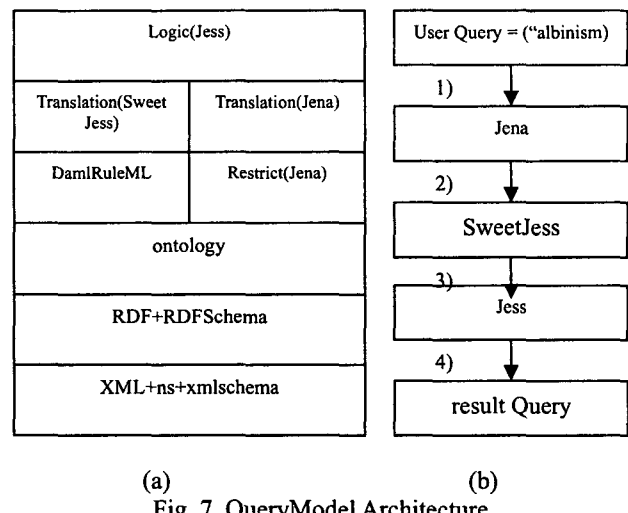 Logic(Jess)
Translation(Sweet
Jess)
Translation(Jena)
DamlRuleML
Restrict(Jena)
ontology
RDF+RDFSchema
XML+ns+xmlschema
(a)
User Query = (“albinism)
1)
Jena
2)
SweetJess
3)
Jess
4)
result Query
(b)
Fig. 7. QueryModel Architecture